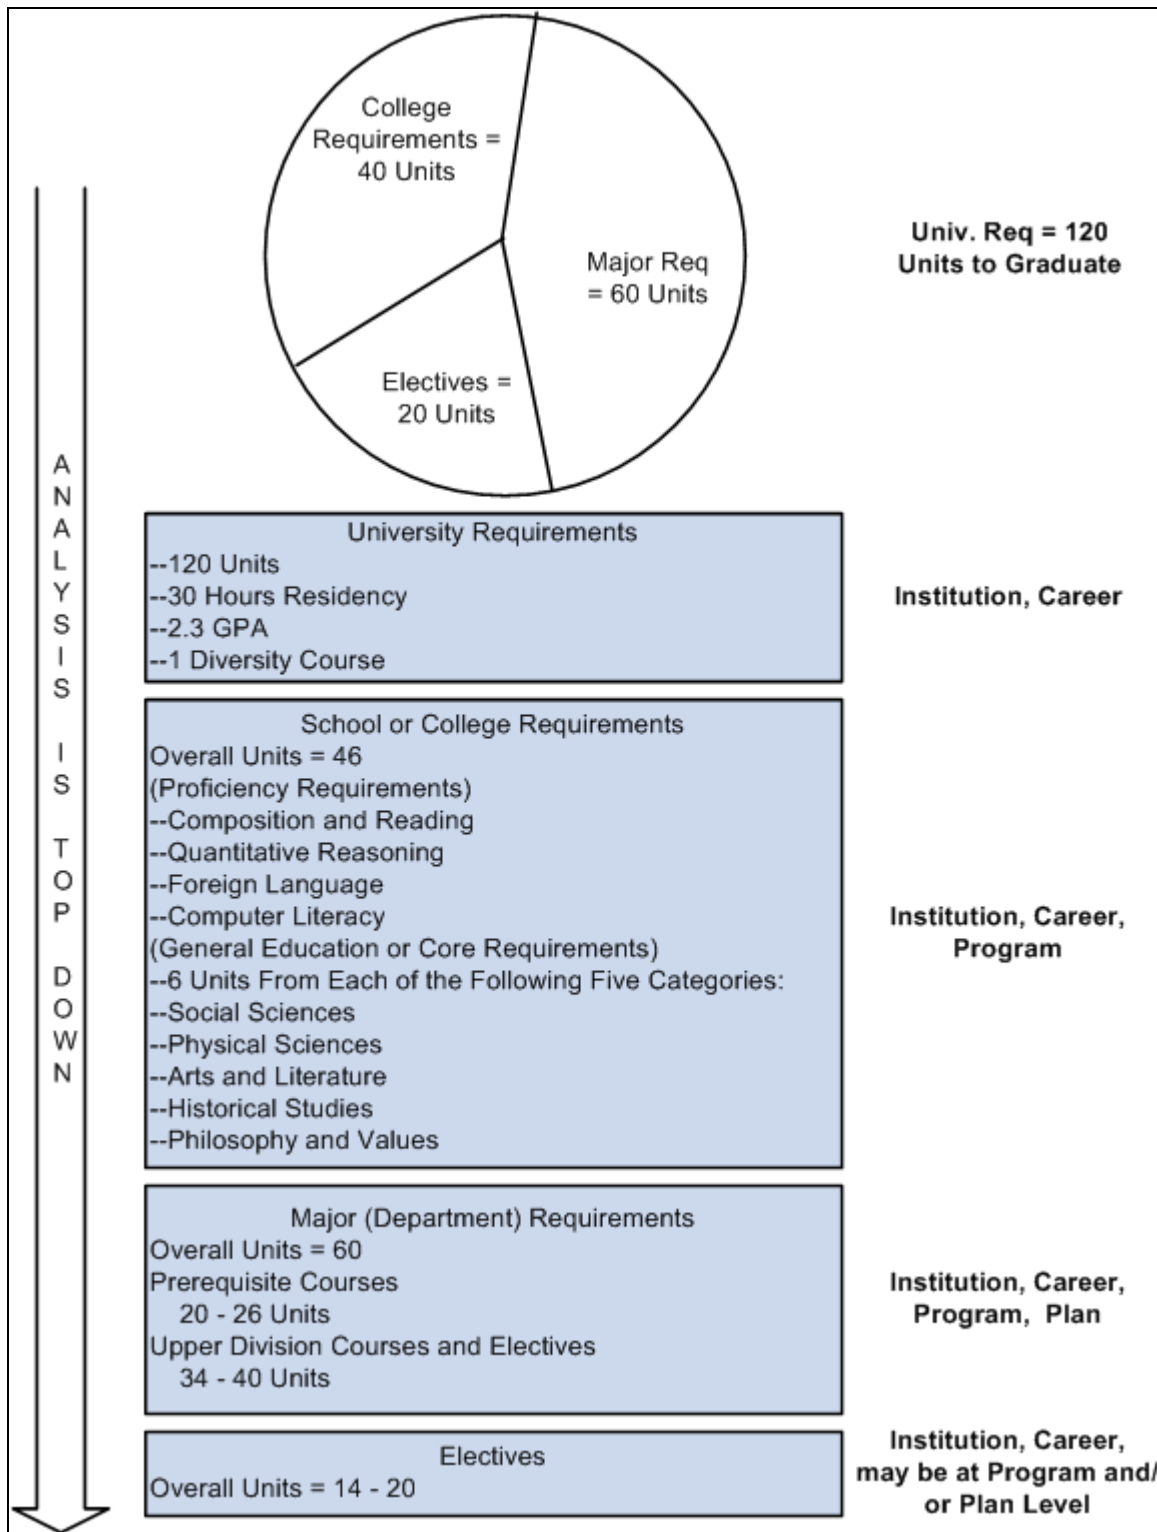 College
Requirements =
40 Units
Major Req
= 60 Units
Electives =
20 Units
Univ. Req = 120
Units to Graduate
ANALYSIS IS TOP DOWN
University Requirements
--120 Units
--30 Hours Residency
--2.3 GPA
--1 Diversity Course
Institution, Career
School or College Requirements
Overall Units = 46
(Proficiency Requirements)
--Composition and Reading
--Quantitative Reasoning
--Foreign Language
--Computer Literacy
(General Education or Core Requirements)
--6 Units From Each of the Following Five Categories:
--Social Sciences
--Physical Sciences
--Arts and Literature
--Historical Studies
--Philosophy and Values
Institution, Career,
Program
Major (Department) Requirements
Overall Units = 60
Prerequisite Courses
20 - 26 Units
Upper Division Courses and Electives
34 - 40 Units
Institution, Career,
Program, Plan
Electives
Overall Units = 14 - 20
Institution, Career,
may be at Program and/
or Plan Level